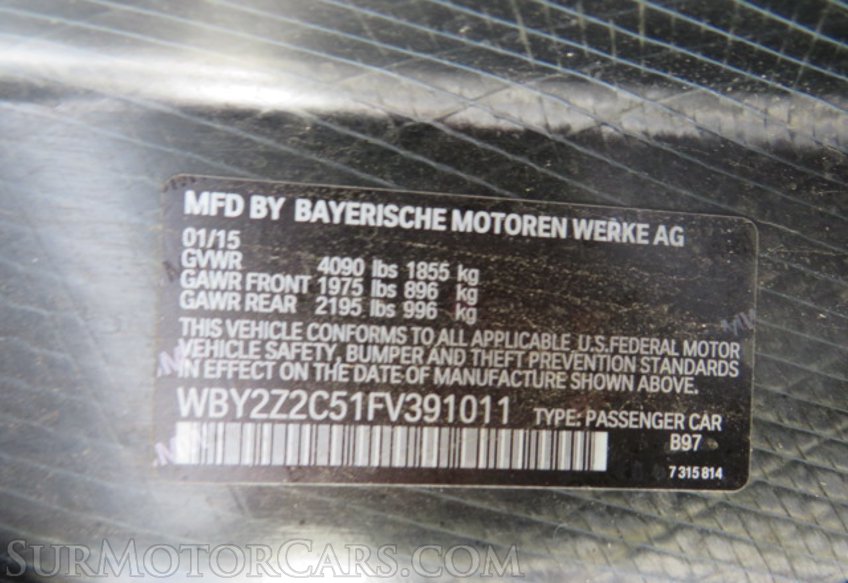 MFD BY BAYERISCHE MOTOREN WERKE AG
01/15
GVWR 4090 lbs 1855 kg
GAWR FRONT 1975 lbs 896 kg
GAWR REAR 2195 lbs 996 kg
THIS VEHICLE CONFORMS TO ALL APPLICABLE U.S.FEDERAL MOTOR
VEHICLE SAFETY, BUMPER AND THEFT PREVENTION STANDARDS
IN EFFECT ON THE DATE OF MANUFACTURE SHOWN ABOVE.
WBY2Z2C51FV391011 TYPE: PASSENGER CAR
B97
7 315 814
SURMOTORCARS.COM